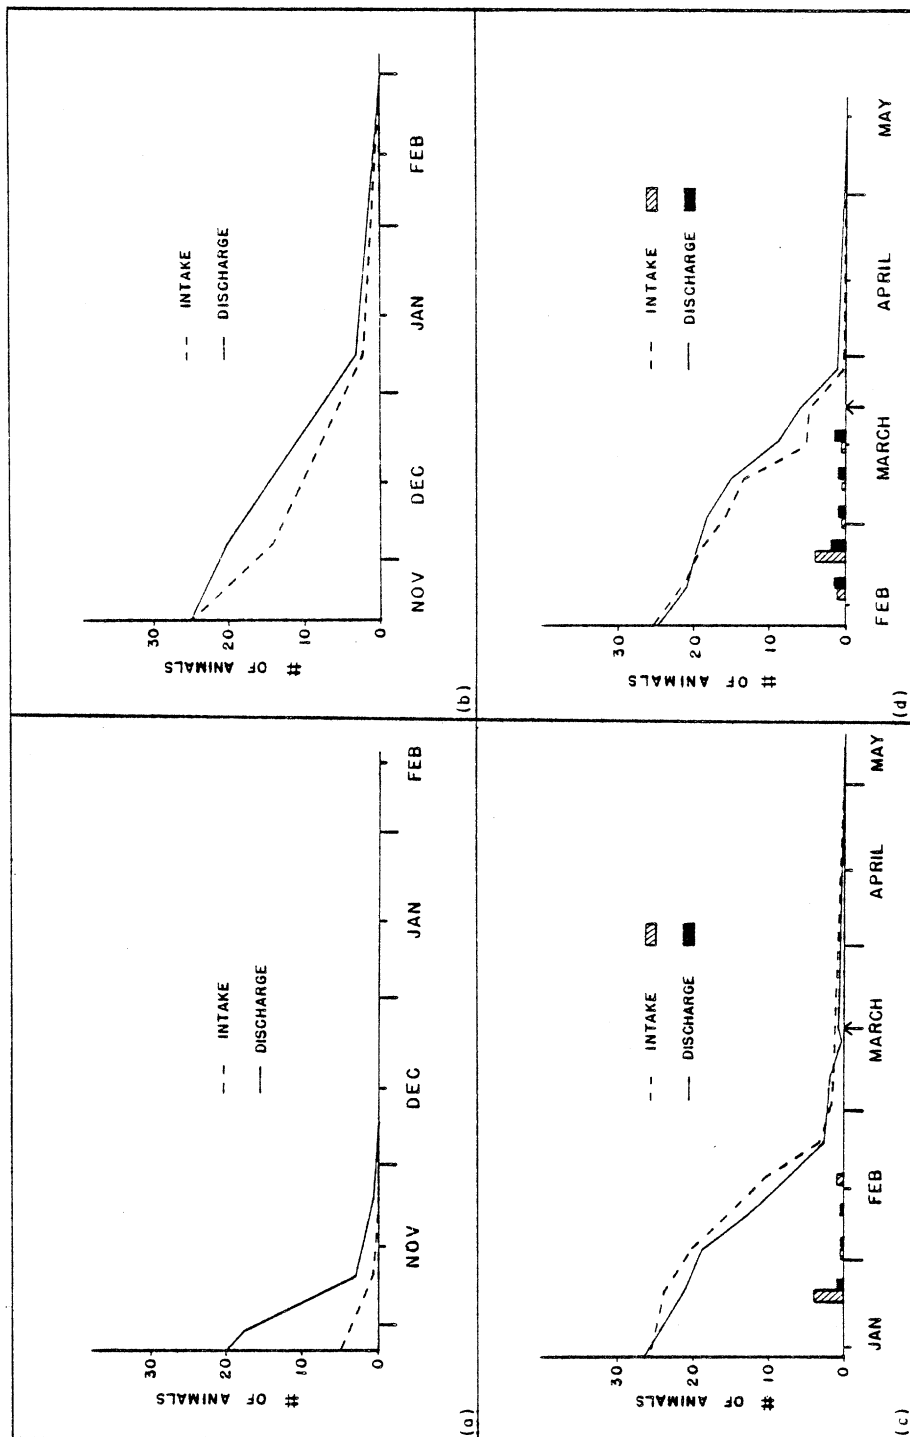 # OF ANIMALS
30
20
10
0
INTAKE
DISCHARGE
NOV
DEC
JAN
FEB
(a)
# OF ANIMALS
30
20
10
0
INTAKE
DISCHARGE
NOV
DEC
JAN
FEB
(b)
# OF ANIMALS
30
20
10
0
INTAKE
DISCHARGE
JAN
FEB
MARCH
APRIL
MAY
(c)
# OF ANIMALS
30
20
10
0
INTAKE
DISCHARGE
FEB
MARCH
APRIL
MAY
(d)